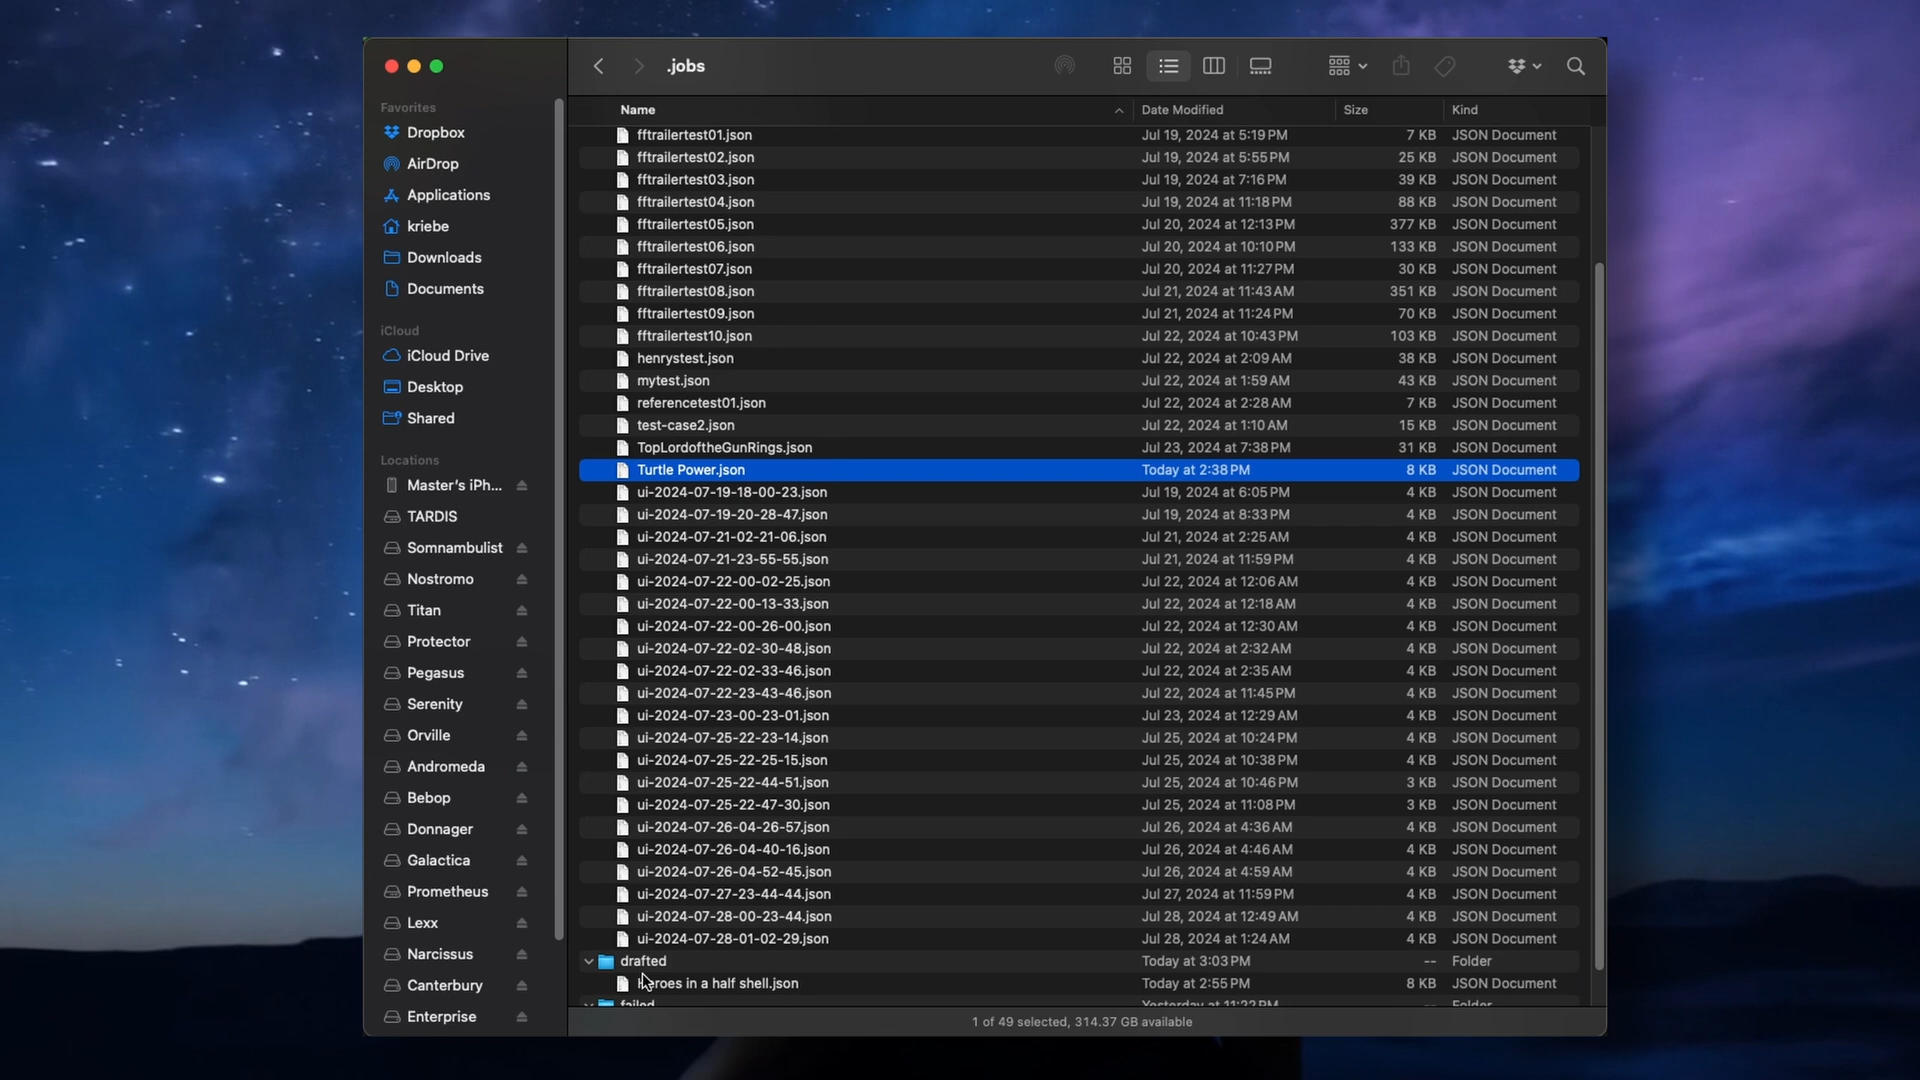 .jobs
Favorites
Dropbox
AirDrop
Applications
kriebe
Downloads
Documents
iCloud
iCloud Drive
Desktop
Shared
Locations
Master's iPh...
TARDIS
Somnambulist
Nostromo
Titan
Protector
Pegasus
Serenity
Orville
Andromeda
Bebop
Donnager
Galactica
Prometheus
Lexx
Narcissus
Canterbury
Enterprise
Name Date Modified Size Kind
fftrailertest01.json Jul 19, 2024 at 5:19 PM 7 KB JSON Document
fftrailertest02.json Jul 19, 2024 at 5:55 PM 25 KB JSON Document
fftrailertest03.json Jul 19, 2024 at 7:16 PM 39 KB JSON Document
fftrailertest04.json Jul 19, 2024 at 11:18 PM 88 KB JSON Document
fftrailertest05.json Jul 20, 2024 at 12:13 PM 377 KB JSON Document
fftrailertest06.json Jul 20, 2024 at 10:10 PM 133 KB JSON Document
fftrailertest07.json Jul 20, 2024 at 11:27 PM 30 KB JSON Document
fftrailertest08.json Jul 21, 2024 at 11:43 AM 351 KB JSON Document
fftrailertest09.json Jul 21, 2024 at 11:24 PM 70 KB JSON Document
fftrailertest10.json Jul 22, 2024 at 10:43 PM 103 KB JSON Document
henrystest.json Jul 22, 2024 at 2:09 AM 38 KB JSON Document
mytest.json Jul 22, 2024 at 1:59 AM 43 KB JSON Document
referencetest01.json Jul 22, 2024 at 2:28 AM 7 KB JSON Document
test-case2.json Jul 22, 2024 at 1:10 AM 15 KB JSON Document
TopLordoftheGunRings.json Jul 23, 2024 at 7:38 PM 31 KB JSON Document
Turtle Power.json Today at 2:38 PM 8 KB JSON Document
ui-2024-07-19-18-00-23.json Jul 19, 2024 at 6:05 PM 4 KB JSON Document
ui-2024-07-19-20-28-47.json Jul 19, 2024 at 8:33 PM 4 KB JSON Document
ui-2024-07-21-02-21-06.json Jul 21, 2024 at 2:25 AM 4 KB JSON Document
ui-2024-07-21-23-55-55.json Jul 21, 2024 at 11:59 PM 4 KB JSON Document
ui-2024-07-22-00-02-25.json Jul 22, 2024 at 12:06 AM 4 KB JSON Document
ui-2024-07-22-00-13-33.json Jul 22, 2024 at 12:18 AM 4 KB JSON Document
ui-2024-07-22-00-26-00.json Jul 22, 2024 at 12:30 AM 4 KB JSON Document
ui-2024-07-22-02-30-48.json Jul 22, 2024 at 2:32 AM 4 KB JSON Document
ui-2024-07-22-02-33-46.json Jul 22, 2024 at 2:35 AM 4 KB JSON Document
ui-2024-07-22-23-43-46.json Jul 22, 2024 at 11:45 PM 4 KB JSON Document
ui-2024-07-23-00-23-01.json Jul 23, 2024 at 12:29 AM 4 KB JSON Document
ui-2024-07-25-22-23-14.json Jul 25, 2024 at 10:24 PM 4 KB JSON Document
ui-2024-07-25-22-25-15.json Jul 25, 2024 at 10:38 PM 4 KB JSON Document
ui-2024-07-25-22-44-51.json Jul 25, 2024 at 10:46 PM 3 KB JSON Document
ui-2024-07-25-22-47-30.json Jul 25, 2024 at 11:08 PM 3 KB JSON Document
ui-2024-07-26-04-26-57.json Jul 26, 2024 at 4:36 AM 4 KB JSON Document
ui-2024-07-26-04-40-16.json Jul 26, 2024 at 4:46 AM 4 KB JSON Document
ui-2024-07-26-04-52-45.json Jul 26, 2024 at 4:59 AM 4 KB JSON Document
ui-2024-07-27-23-44-44.json Jul 27, 2024 at 11:59 PM 4 KB JSON Document
ui-2024-07-28-00-23-44.json Jul 28, 2024 at 12:49 AM 4 KB JSON Document
ui-2024-07-28-01-02-29.json Jul 28, 2024 at 1:24 AM 4 KB JSON Document
drafted Today at 3:03 PM -- Folder
Heroes in a half shell.json Today at 2:55 PM 8 KB JSON Document
failed Yesterday at 11:22 PM -- Folder
1 of 49 selected, 314.37 GB available